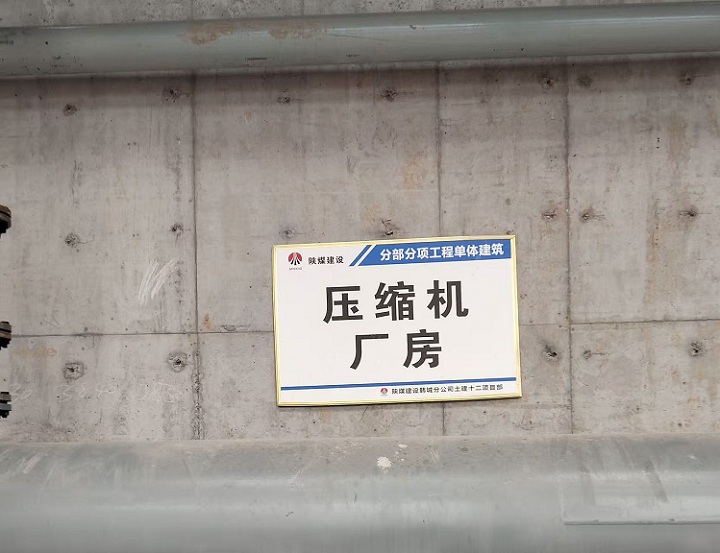 陕煤建设
分部分项工程单体建筑
压缩机
厂房
陕煤建设韩城分公司土建十二项目部